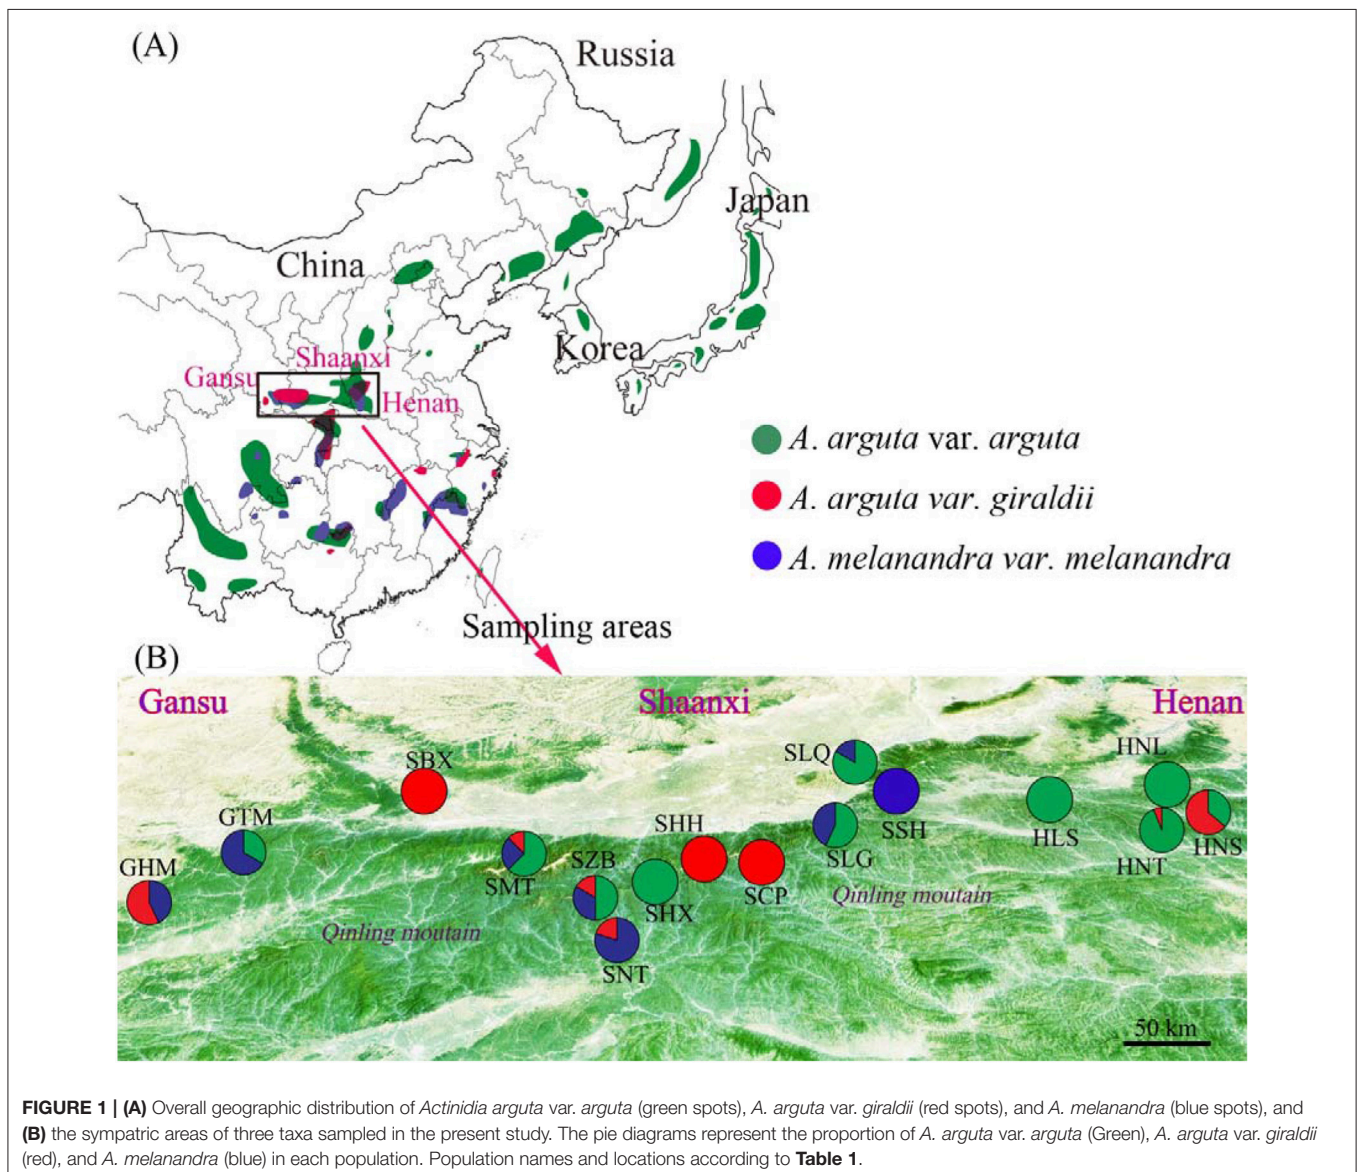 (A)
Russia
Japan
China
Korea
Shaanxi
Gansu
Henan
A. arguta var. arguta
A. arguta var. giraldii
A. melanandra var. melanandra
Sampling areas
(B)
Gansu
Shaanxi
Henan
SBX
SLQ
HNL
GTM
SHH
SSH
HLS
HNS
GHM
SMT
SZB
SLG
HNT
SHX
SCP
Qinling moutain
Qinling moutain
SNT
50 km
FIGURE 1 | (A) Overall geographic distribution of Actinidia arguta var. arguta (green spots), A. arguta var. giraldii (red spots), and A. melanandra (blue spots), and
(B) the sympatric areas of three taxa sampled in the present study. The pie diagrams represent the proportion of A. arguta var. arguta (Green), A. arguta var. giraldii
(red), and A. melanandra (blue) in each population. Population names and locations according to Table 1.